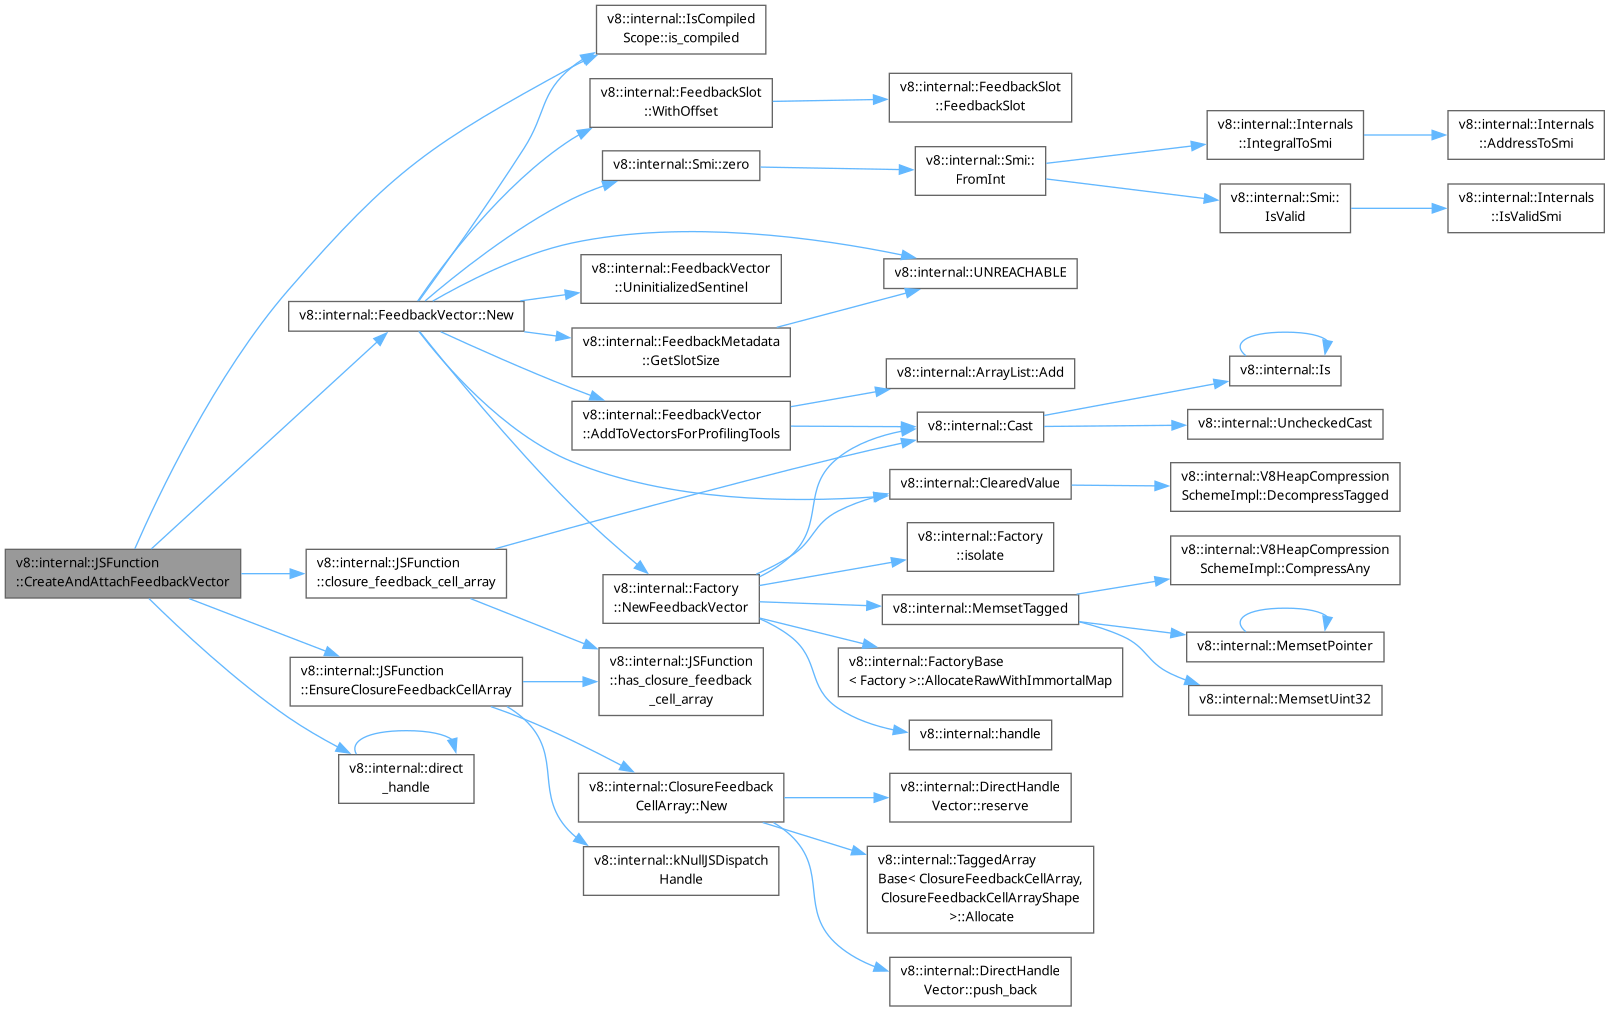 v8::internal::IsCompiled
Scope::is_compiled
v8::internal::FeedbackSlot
::WithOffset
v8::internal::FeedbackSlot
::FeedbackSlot
v8::internal::Internals
::IntegralToSmi
v8::internal::Internals
::AddressToSmi
v8::internal::Smi::zero
v8::internal::Smi::
FromInt
v8::internal::Smi::
IsValid
v8::internal::Internals
::IsValidSmi
v8::internal::FeedbackVector
::UninitializedSentinel
v8::internal::UNREACHABLE
v8::internal::FeedbackVector::New
v8::internal::FeedbackMetadata
::GetSlotSize
v8::internal::ArrayList::Add
v8::internal::Is
v8::internal::FeedbackVector
::AddToVectorsForProfilingTools
v8::internal::Cast
v8::internal::UncheckedCast
v8::internal::ClearedValue
v8::internal::V8HeapCompression
SchemeImpl::DecompressTagged
v8::internal::JSFunction
::CreateAndAttachFeedbackVector
v8::internal::JSFunction
::closure_feedback_cell_array
v8::internal::Factory
::isolate
v8::internal::V8HeapCompression
SchemeImpl::CompressAny
v8::internal::Factory
::NewFeedbackVector
v8::internal::MemsetTagged
v8::internal::MemsetPointer
v8::internal::JSFunction
::EnsureClosureFeedbackCellArray
v8::internal::JSFunction
::has_closure_feedback
_cell_array
v8::internal::FactoryBase
< Factory >::AllocateRawWithImmortalMap
v8::internal::MemsetUint32
v8::internal::handle
v8::internal::direct
_handle
v8::internal::ClosureFeedback
CellArray::New
v8::internal::DirectHandle
Vector::reserve
v8::internal::kNullJSDispatch
Handle
v8::internal::TaggedArray
Base< ClosureFeedbackCellArray,
ClosureFeedbackCellArrayShape
>::Allocate
v8::internal::DirectHandle
Vector::push_back